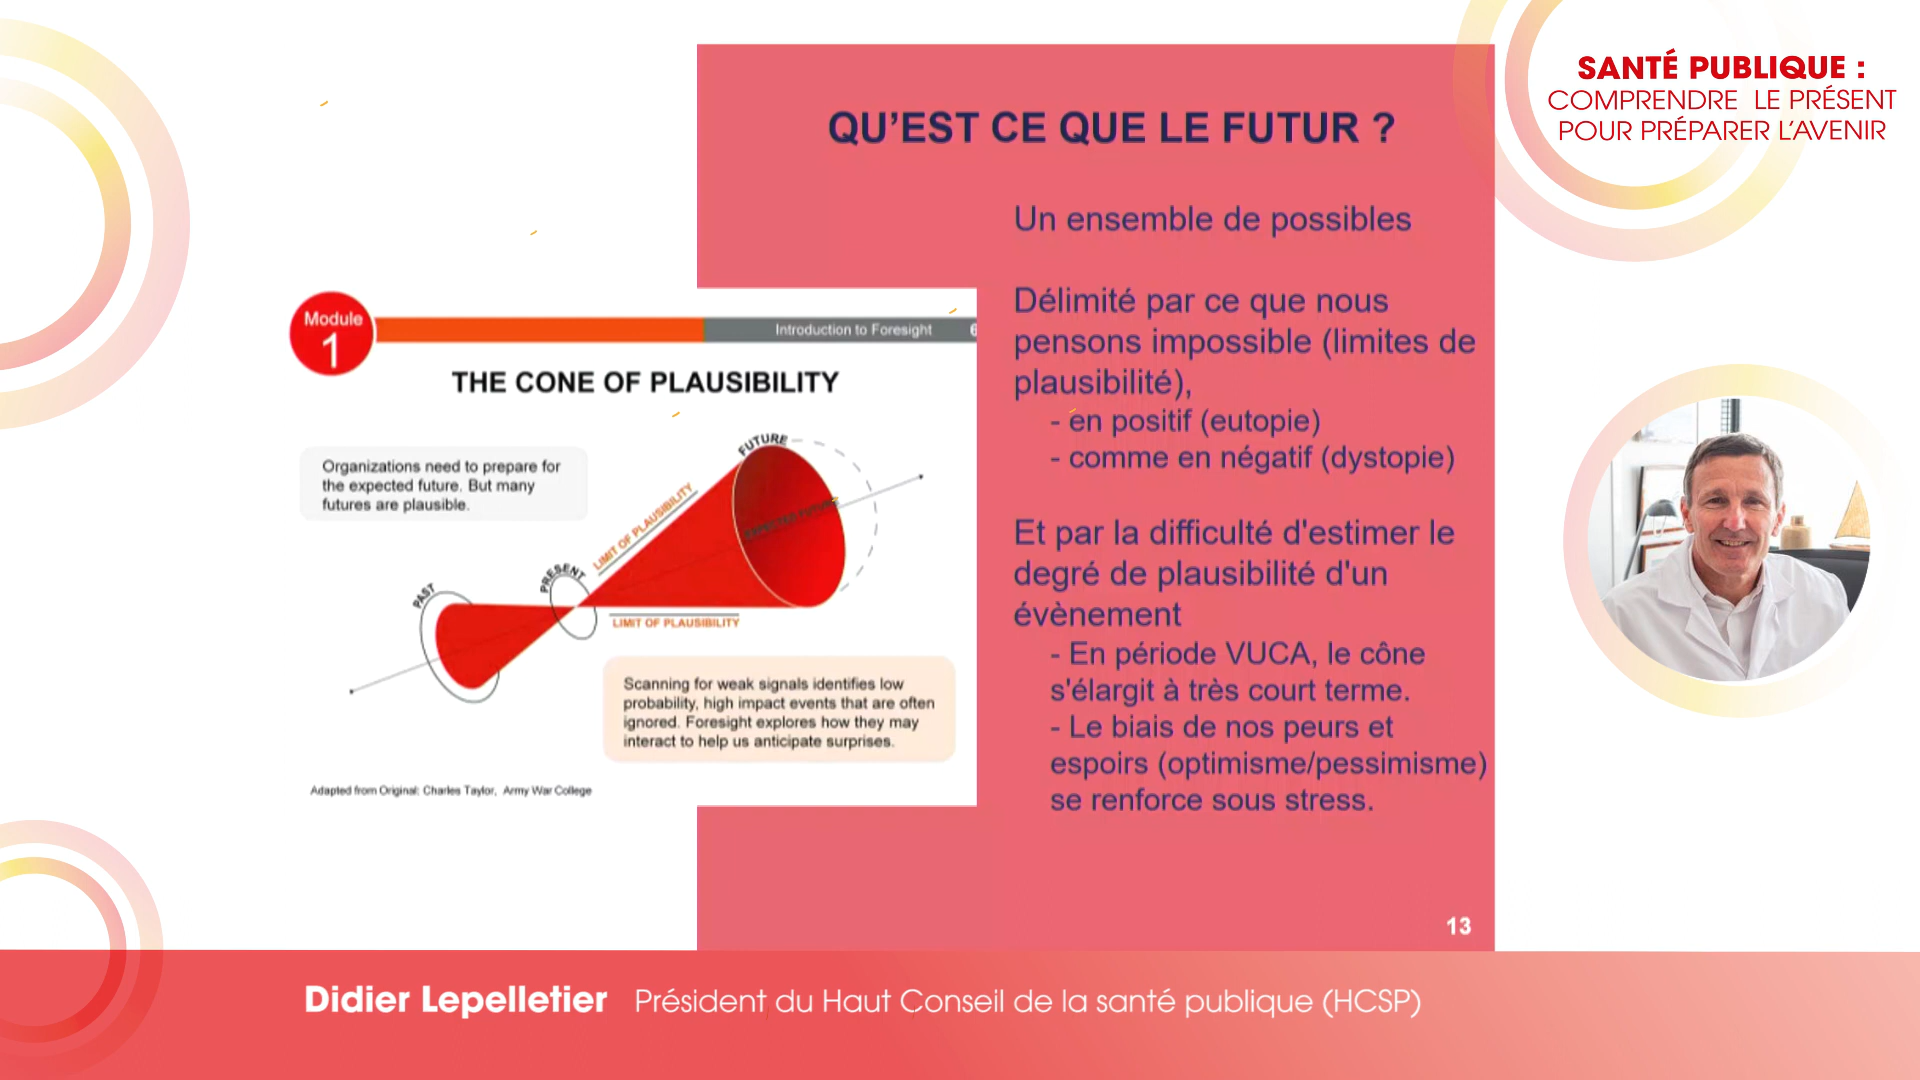 SANTÉ PUBLIQUE :
COMPRENDRE LE PRÉSENT
POUR PRÉPARER L'AVENIR
QU'EST CE QUE LE FUTUR ?
Un ensemble de possibles
Délimité par ce que nous
pensons impossible (limites de
plausibilité),
- en positif (eutopie)
- comme en négatif (dystopie)
Et par la difficulté d'estimer le
degré de plausibilité d'un
évènement
- En période VUCA, le cône
s'élargit à très court terme.
- Le biais de nos peurs et
espoirs (optimisme/pessimisme)
se renforce sous stress.
Module
1
Introduction to Foresight
6
THE CONE OF PLAUSIBILITY
Organizations need to prepare for
the expected future. But many
futures are plausible.
PAST
PRESENT
FUTURE
LIMIT OF PLAUSIBILITY
EXPECTED FUTURE
LIMIT OF PLAUSIBILITY
Scanning for weak signals identifies low
probability, high impact events that are often
ignored. Foresight explores how they may
interact to help us anticipate surprises.
Adapted from Original: Charles Taylor, Army War College
13
Didier Lepelletier Président du Haut Conseil de la santé publique (HCSP)